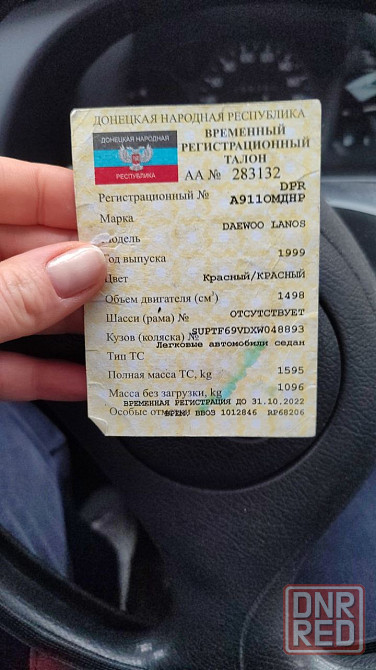 ДОНЕЦКАЯ НАРОДНАЯ РЕСПУБЛИКА
ДОНЕЦКАЯ НАРОДНАЯ
РЕСПУБЛИКА
ВРЕМЕННЫЙ
РЕГИСТРАЦИОННЫЙ
ТАЛОН
АА № 283132
DPR
Регистрационный № А911ОМДНР
Марка DAEWOO LANOS
Модель
Год выпуска 1999
Цвет Красный/КРАСНЫЙ
Объем двигателя (см³) 1498
Шасси (рама) № ОТСУТСТВУЕТ
Кузов (коляска) № SUPTF69VDXW048893
Легковые автомобили седан
Тип ТС
Полная масса ТС, kg 1595
Масса без загрузки, kg 1096
ВРЕМЕННАЯ РЕГИСТРАЦИЯ ДО 31.10.2022
Особые ВВОЗ 1012846 ВР68206
DNR
RED